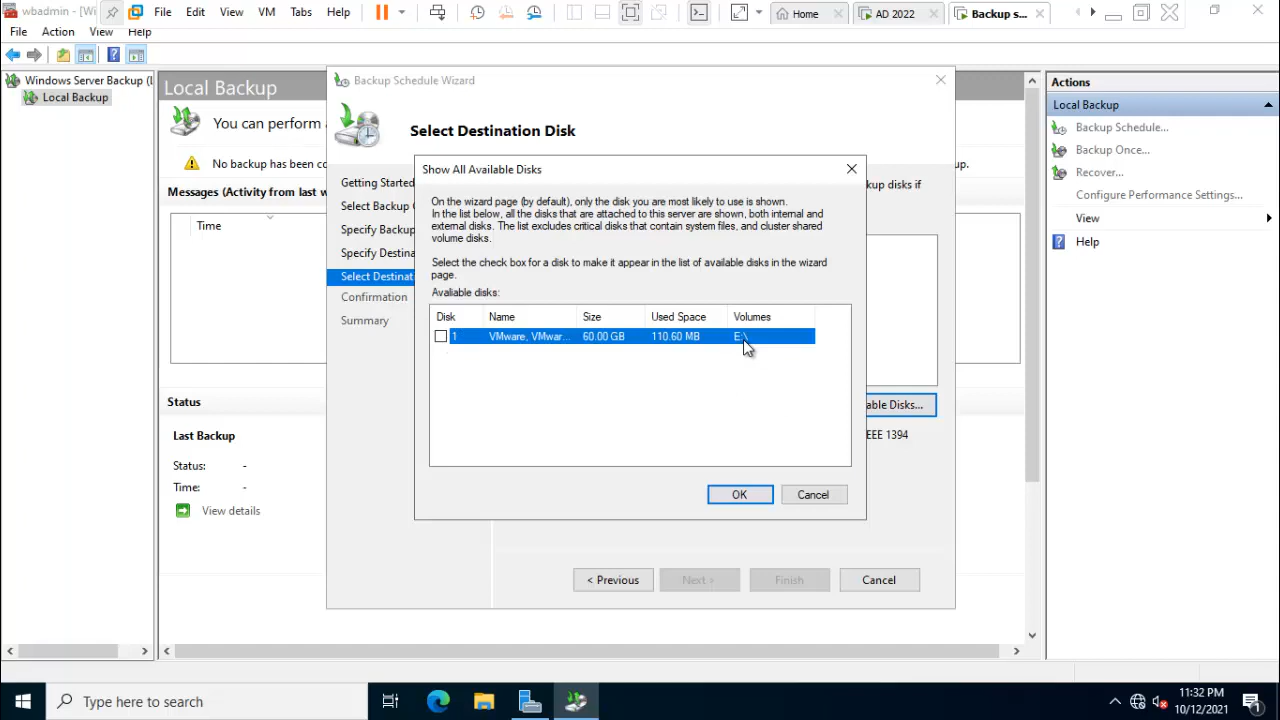 wbadmin - [Wi
File Edit View VM Tabs Help
Home
AD 2022
Backup s...
File Action View Help
Windows Server Backup (L
Local Backup
Local Backup
You can perform a
No backup has been co
up.
Messages (Activity from last w
Time
Status
Last Backup
Status: -
Time: -
View details
Backup Schedule Wizard
Select Destination Disk
Getting Started
Select Backup
Specify Backup
Specify Destina
Select Destinat
Confirmation
Summary
kup disks if
able Disks...
EEE 1394
Show All Available Disks
On the wizard page (by default), only the disk you are most likely to use is shown.
In the list below, all the disks that are attached to this server are shown, both internal and
external disks. The list excludes critical disks that contain system files, and cluster shared
volume disks.
Select the check box for a disk to make it appear in the list of available disks in the wizard
page.
Available disks:
Disk Name Size Used Space Volumes
1 VMware, VMwar... 60.00 GB 110.60 MB E:\
OK Cancel
< Previous Next > Finish Cancel
Actions
Local Backup
Backup Schedule...
Backup Once...
Recover...
Configure Performance Settings...
View
Help
Type here to search
11:32 PM
10/12/2021
1